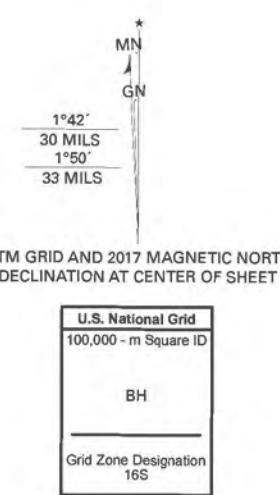 MN
GN
1°42´
30 MILS
1°50´
33 MILS
TM GRID AND 2017 MAGNETIC NORT
DECLINATION AT CENTER OF SHEET
U.S. National Grid
100,000 - m Square ID
BH
Grid Zone Designation
16S